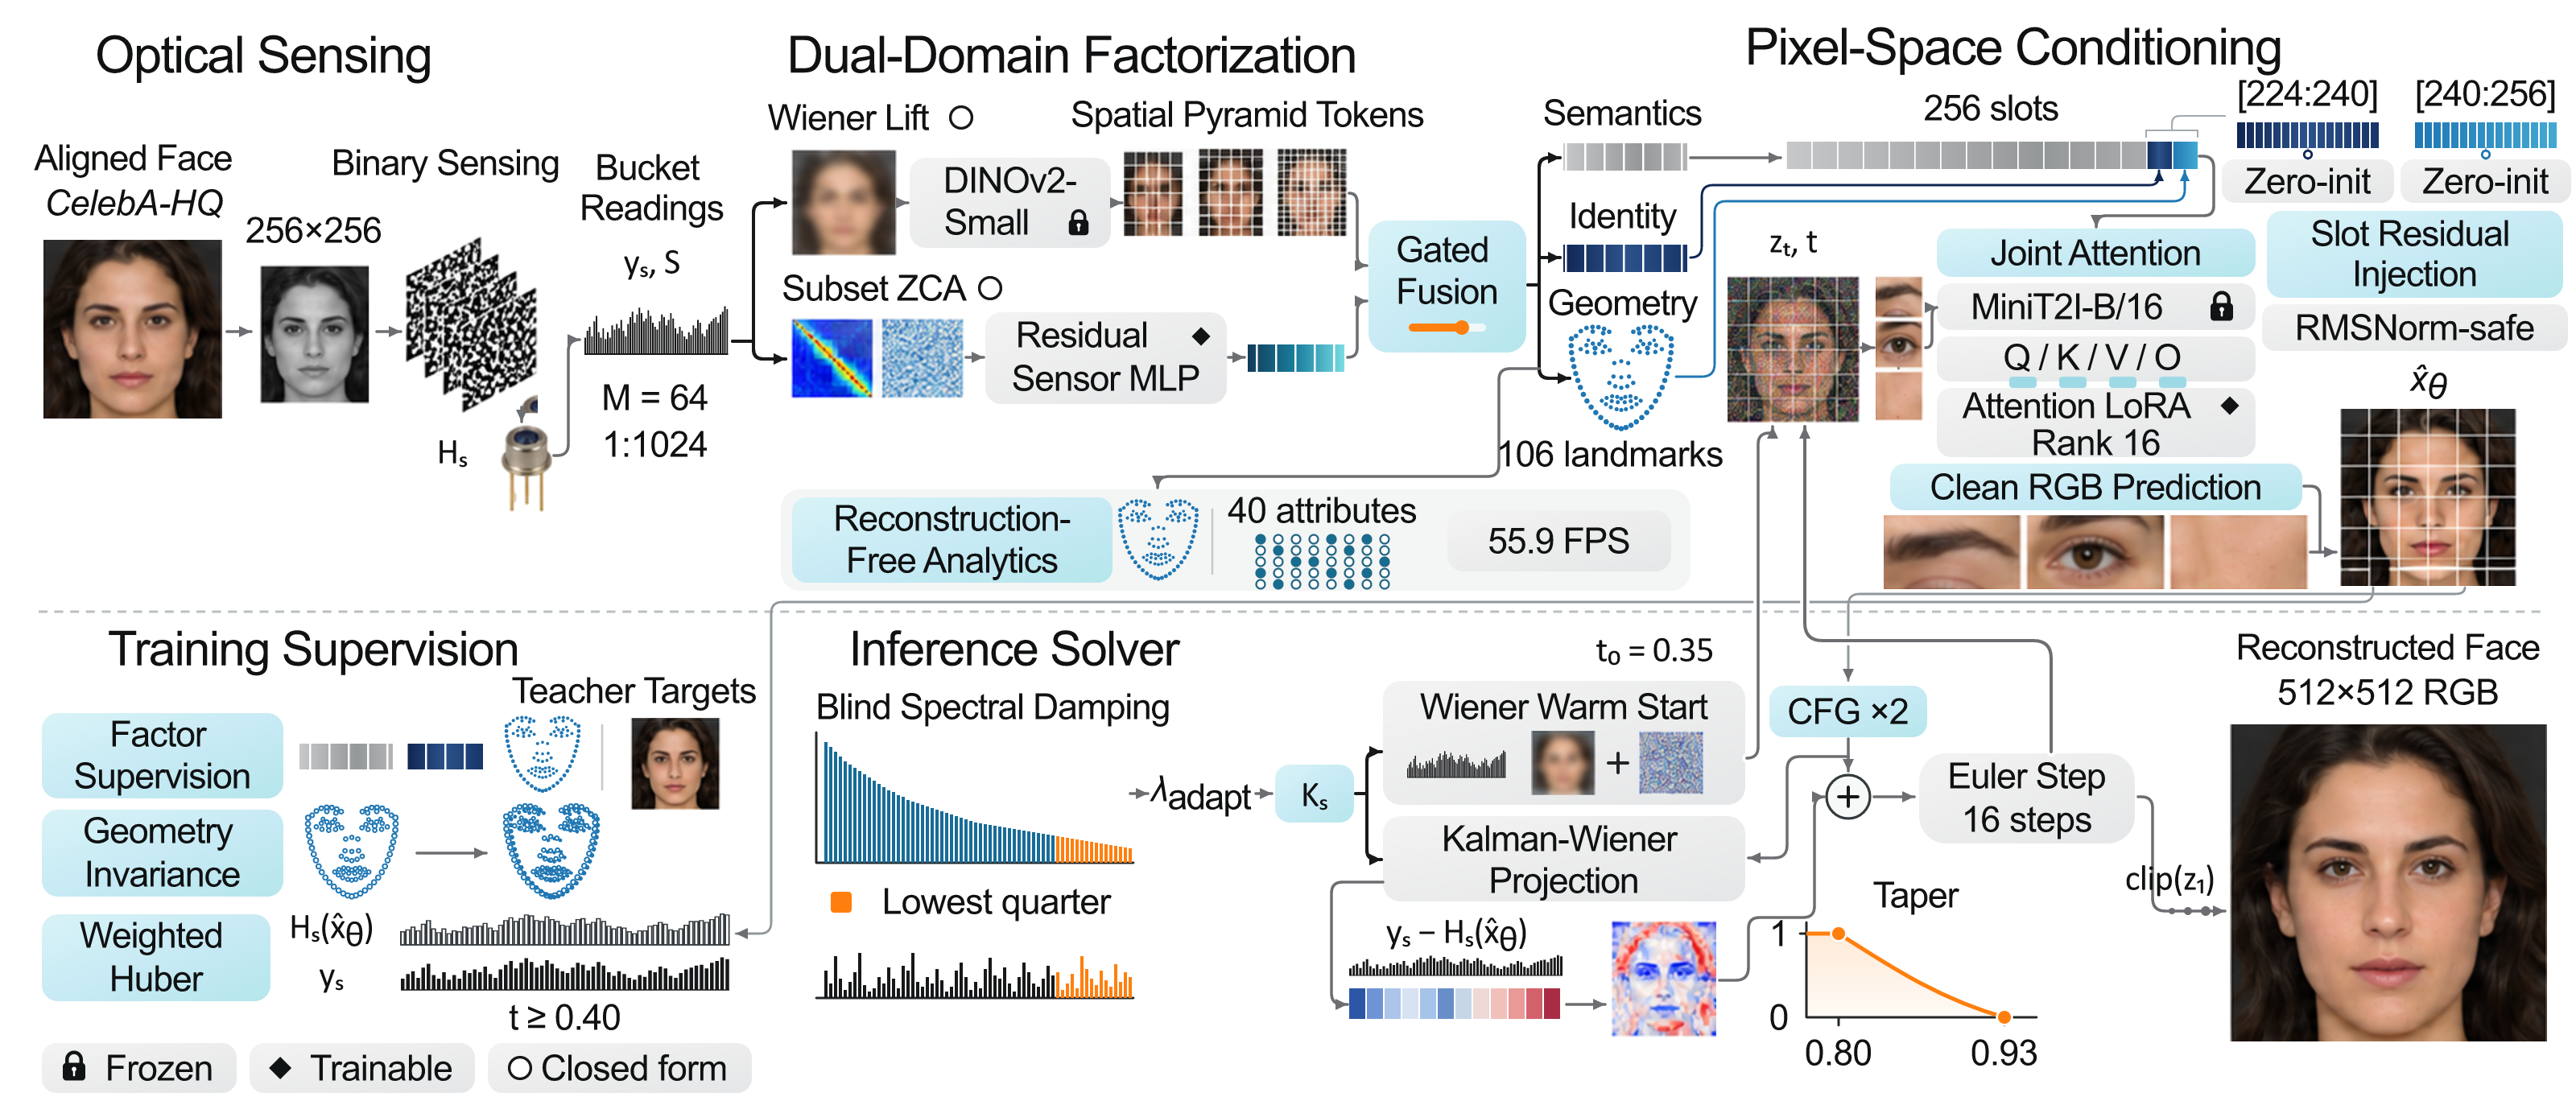 Optical Sensing
Aligned Face
CelebA-HQ
256×256
Binary Sensing
Hₛ
Bucket
Readings
yₛ, S
M = 64
1:1024
Dual-Domain Factorization
Wiener Lift
DINOv2-
Small
Spatial Pyramid Tokens
Subset ZCA
Residual
Sensor MLP
Gated
Fusion
Semantics
Identity
Geometry
106 landmarks
Reconstruction-
Free Analytics
40 attributes
55.9 FPS
Pixel-Space Conditioning
256 slots
[224:240]
[240:256]
Zero-init
Zero-init
zₜ, t
Joint Attention
MiniT2I-B/16
Q / K / V / O
Attention LoRA
Rank 16
Slot Residual
Injection
RMSNorm-safe
x̂θ
Clean RGB Prediction
Training Supervision
Teacher Targets
Factor
Supervision
Geometry
Invariance
Weighted
Huber
Hₛ(x̂θ)
yₛ
t ≥ 0.40
Frozen
Trainable
Closed form
Inference Solver
Blind Spectral Damping
Lowest quarter
λadapt
Kₛ
t₀ = 0.35
Wiener Warm Start
+
Kalman-Wiener
Projection
yₛ − Hₛ(x̂θ)
CFG ×2
+
Euler Step
16 steps
Taper
1
0
0.80
0.93
clip(z₁)
Reconstructed Face
512×512 RGB